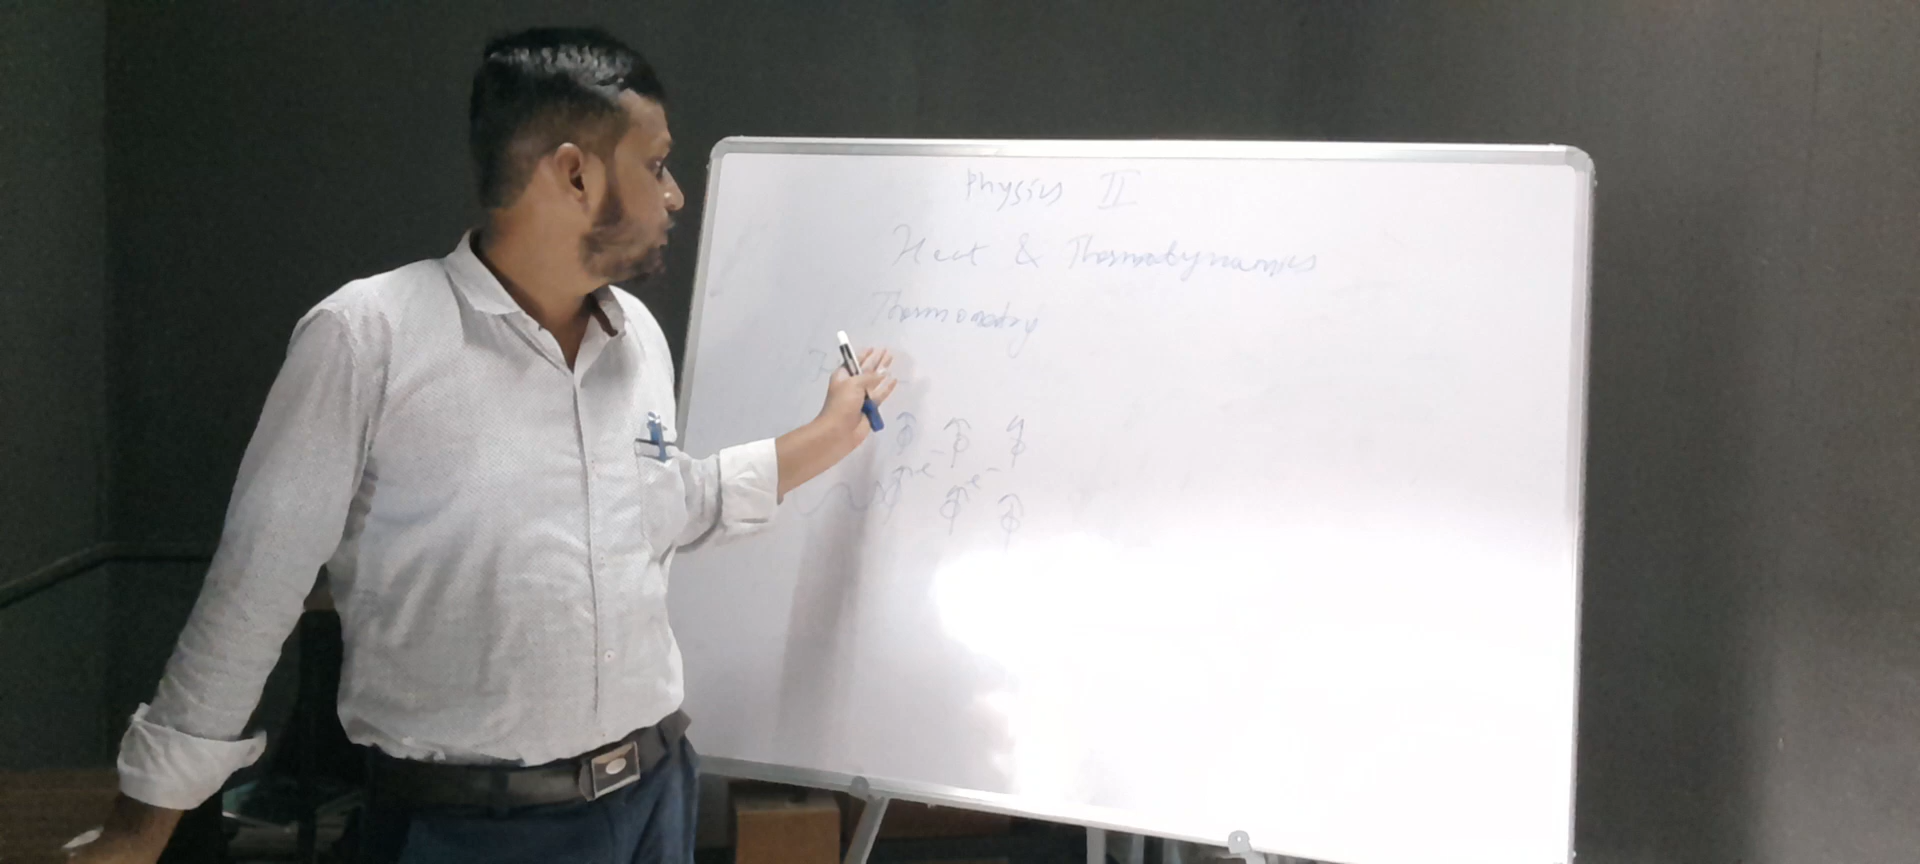 Physics II
Heat & Thermodynamics
Thermometry
e-
e-